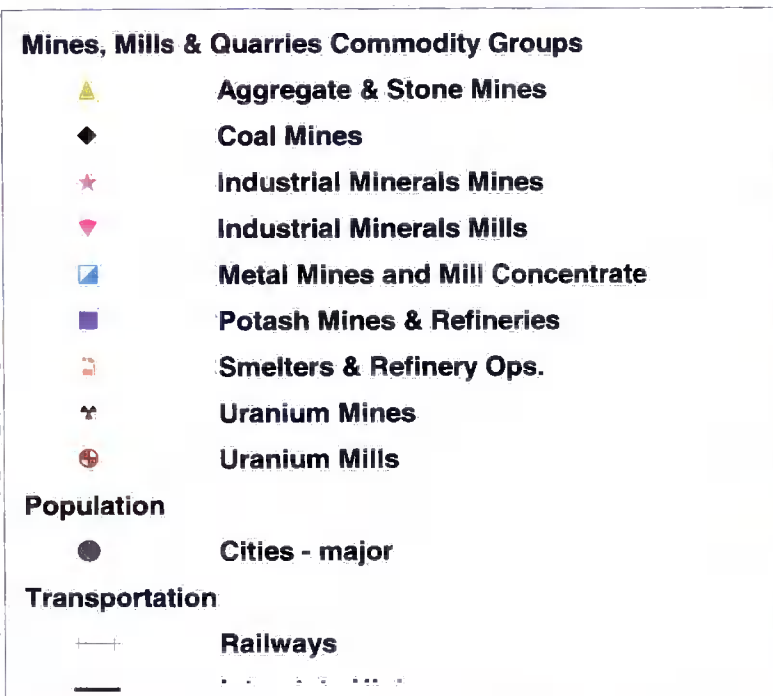 Mines, Mills & Quarries Commodity Groups
Aggregate & Stone Mines
Coal Mines
Industrial Minerals Mines
Industrial Minerals Mills
Metal Mines and Mill Concentrate
Potash Mines & Refineries
Smelters & Refinery Ops.
Uranium Mines
Uranium Mills
Population
Cities - major
Transportation
Railways